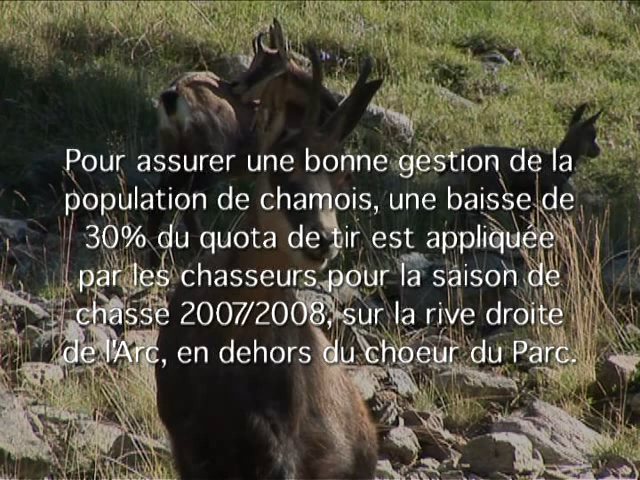 Pour assurer une bonne gestion de la
population de chamois, une baisse de
30% du quota de tir est appliquée
par les chasseurs pour la saison de
chasse 2007/2008, sur la rive droite
de l'Arc, en dehors du choeur du Parc.